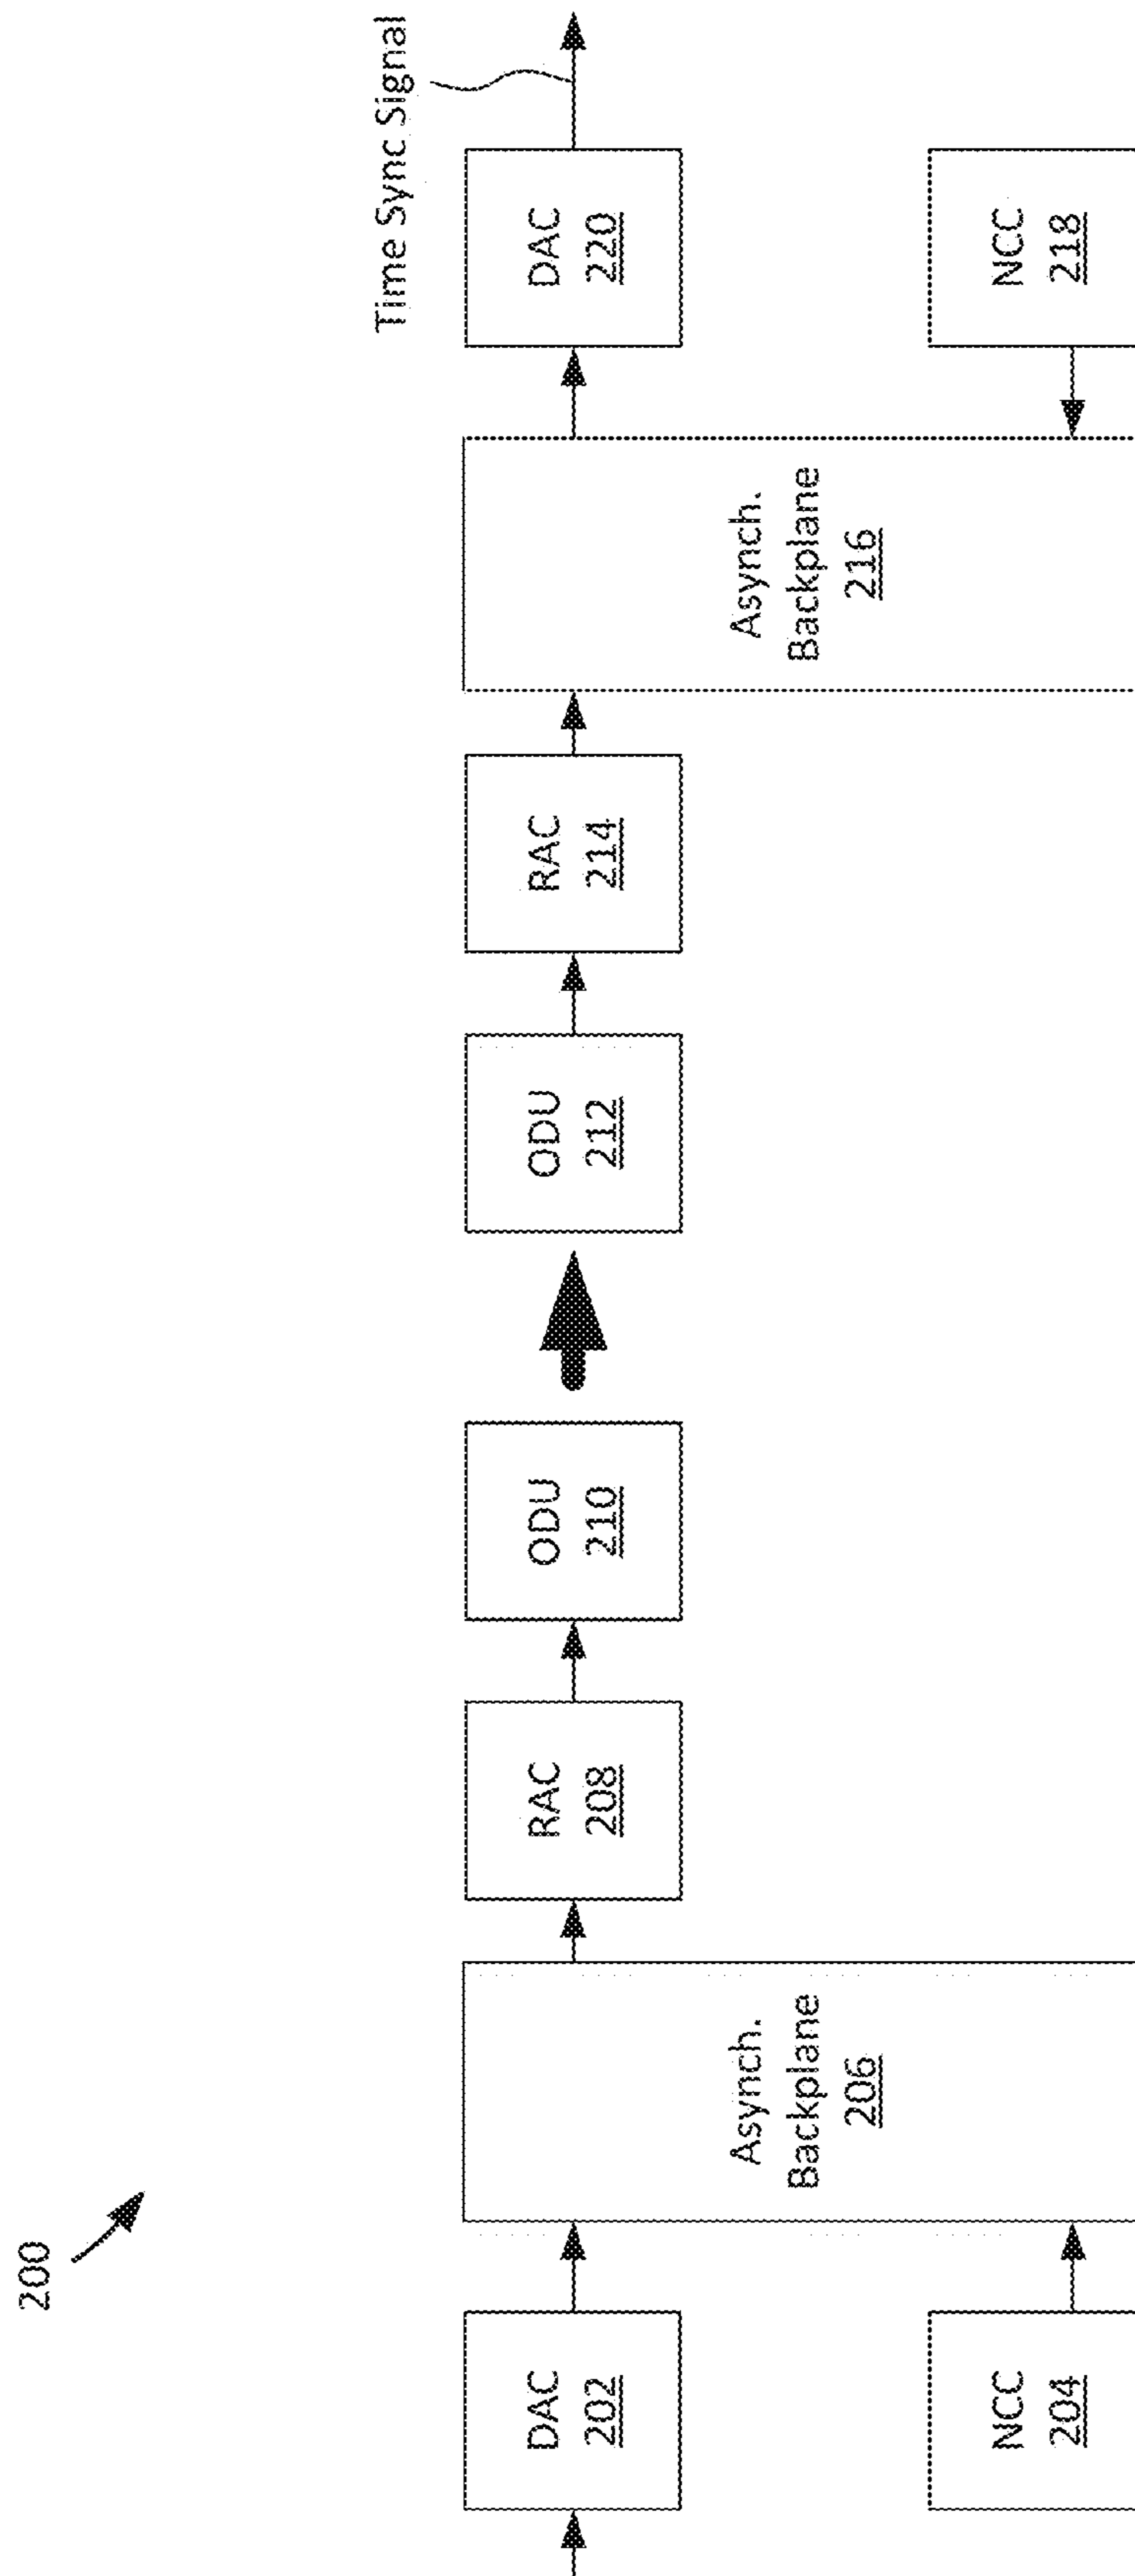 200
Time Sync Signal
DAC
202
Asynch.
Backplane
206
RAC
208
ODU
210
ODU
212
RAC
214
Asynch.
Backplane
216
DAC
220
NCC
204
NCC
218